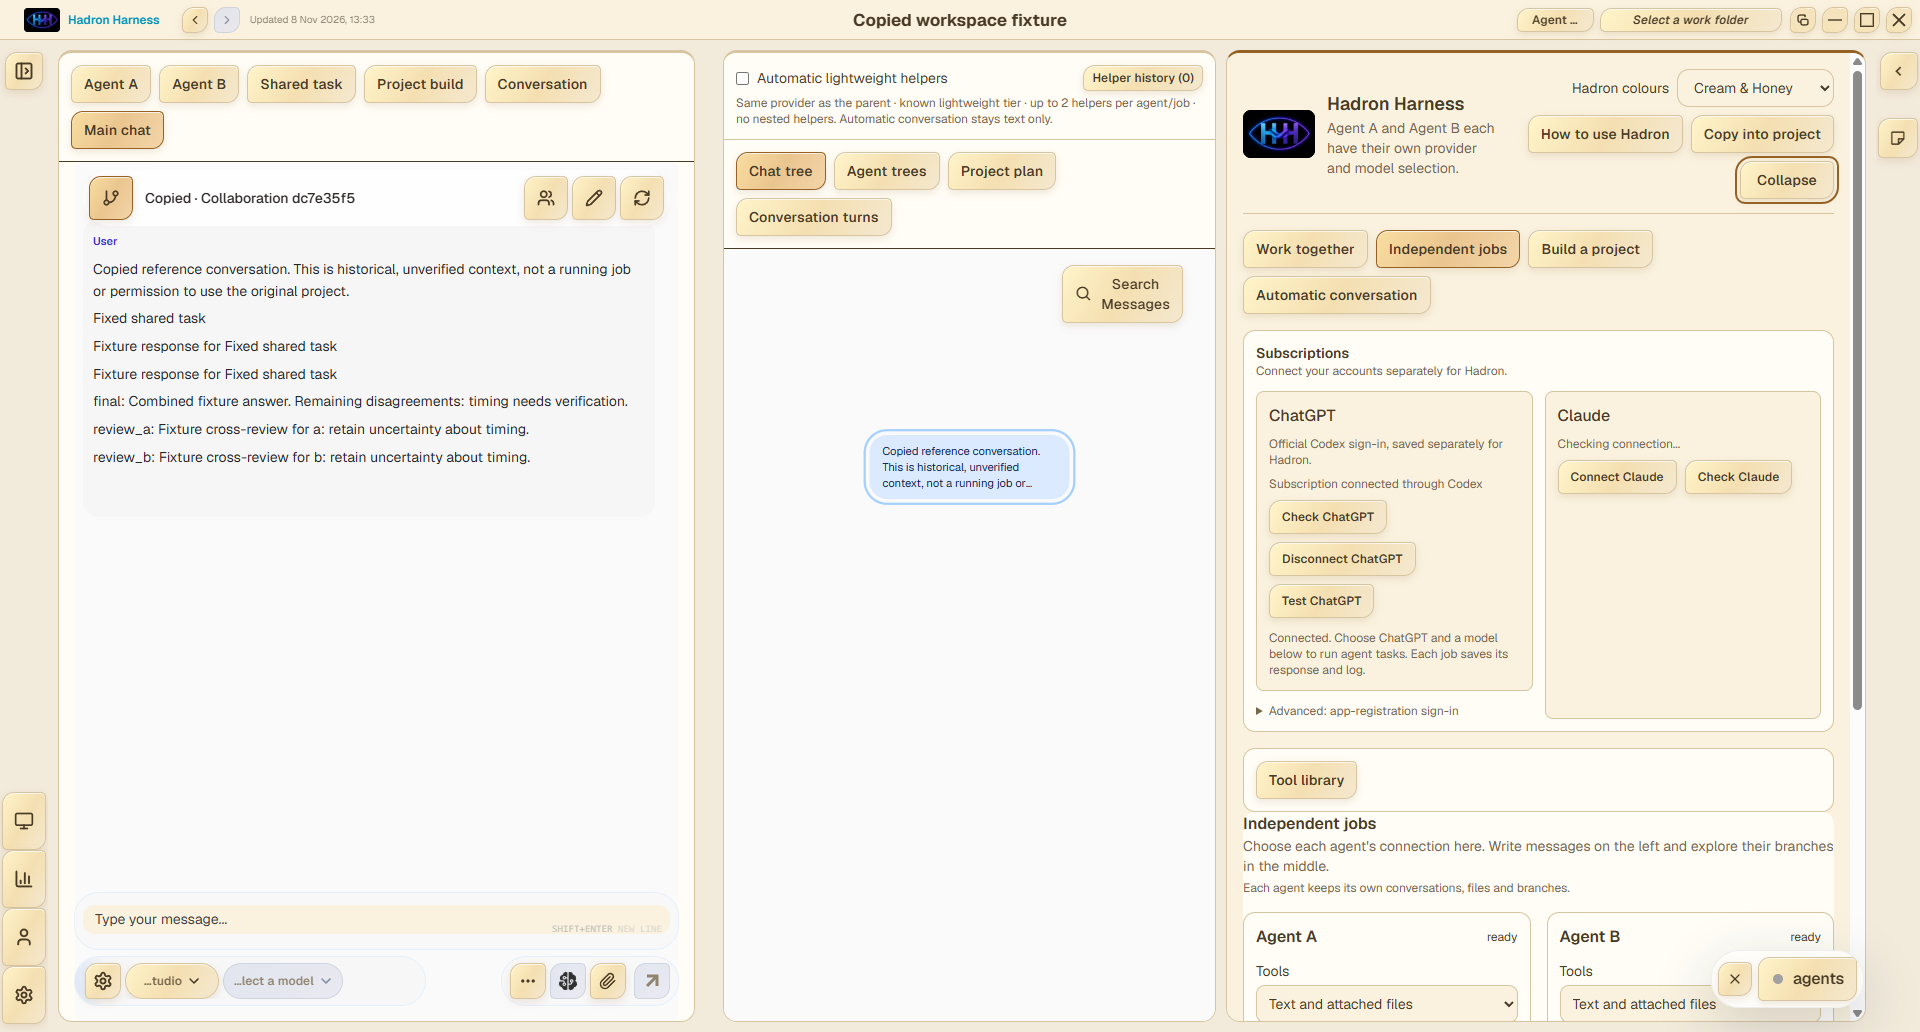 Hadron Harness
Updated 8 Nov 2026, 13:33
Copied workspace fixture
Agent ...
Select a work folder
Agent A
Agent B
Shared task
Project build
Conversation
Main chat
Copied · Collaboration dc7e35f5
User
Copied reference conversation. This is historical, unverified context, not a running job
or permission to use the original project.
Fixed shared task
Fixture response for Fixed shared task
Fixture response for Fixed shared task
final: Combined fixture answer. Remaining disagreements: timing needs verification.
review_a: Fixture cross-review for a: retain uncertainty about timing.
review_b: Fixture cross-review for b: retain uncertainty about timing.
Type your message...
SHIFT+ENTER NEW LINE
...tudio
...lect a model
Automatic lightweight helpers
Helper history (0)
Same provider as the parent · known lightweight tier · up to 2 helpers per agent/job ·
no nested helpers. Automatic conversation stays text only.
Chat tree
Agent trees
Project plan
Conversation turns
Search
Messages
Copied reference conversation.
This is historical, unverified
context, not a running job or...
Hadron Harness
Agent A and Agent B each
have their own provider
and model selection.
Hadron colours
Cream & Honey
How to use Hadron
Copy into project
Collapse
Work together
Independent jobs
Build a project
Automatic conversation
Subscriptions
Connect your accounts separately for Hadron.
ChatGPT
Official Codex sign-in, saved separately for
Hadron.
Subscription connected through Codex
Check ChatGPT
Disconnect ChatGPT
Test ChatGPT
Connected. Choose ChatGPT and a model
below to run agent tasks. Each job saves its
response and log.
Claude
Checking connection...
Connect Claude
Check Claude
Advanced: app-registration sign-in
Tool library
Independent jobs
Choose each agent's connection here. Write messages on the left and explore their branches
in the middle.
Each agent keeps its own conversations, files and branches.
Agent A
ready
Tools
Text and attached files
Agent B
ready
Tools
Text and attached files
agents